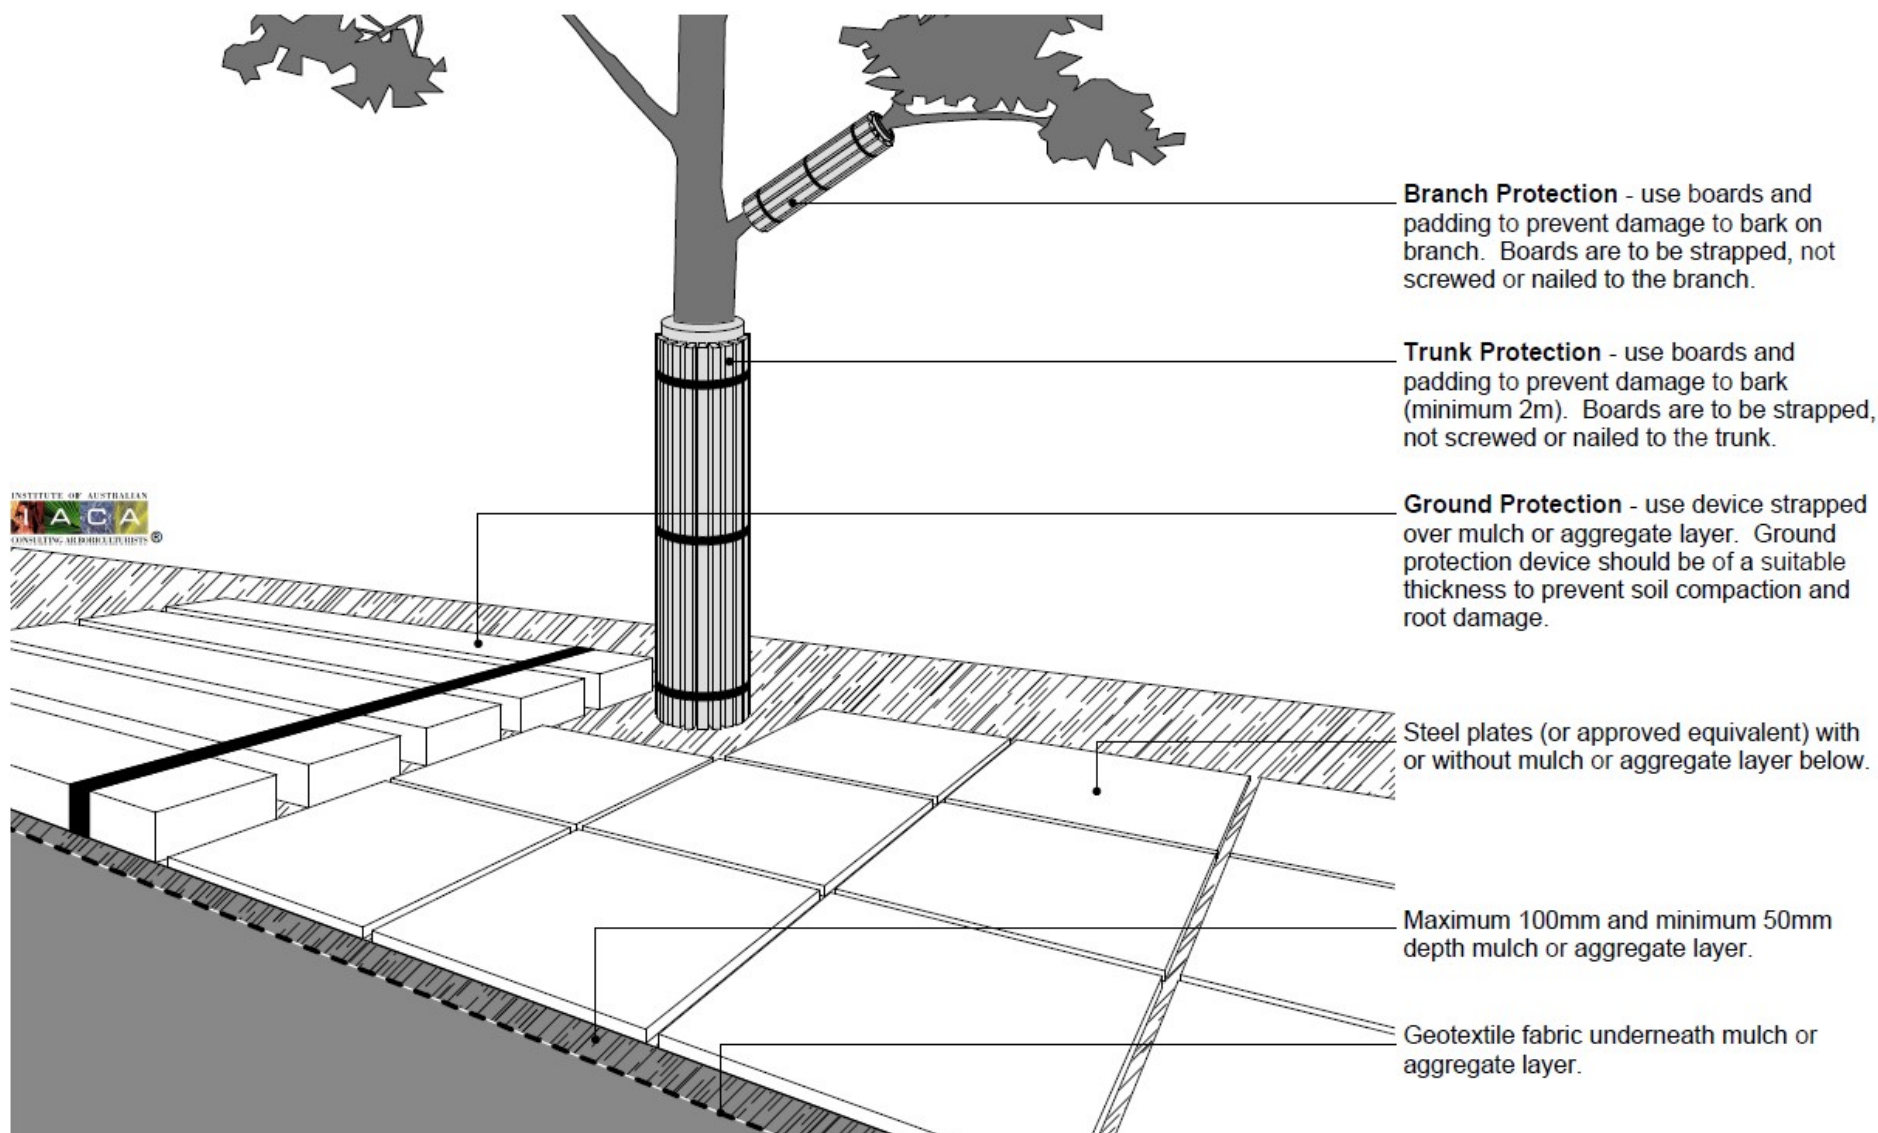 Branch Protection - use boards and
padding to prevent damage to bark on
branch.  Boards are to be strapped, not
screwed or nailed to the branch.
Trunk Protection - use boards and
padding to prevent damage to bark
(minimum 2m).  Boards are to be strapped,
not screwed or nailed to the trunk.
INSTITUTE OF AUSTRALIAN
IACA
CONSULTING ARBORICULTURISTS ®
Ground Protection - use device strapped
over mulch or aggregate layer.  Ground
protection device should be of a suitable
thickness to prevent soil compaction and
root damage.
Steel plates (or approved equivalent) with
or without mulch or aggregate layer below.
Maximum 100mm and minimum 50mm
depth mulch or aggregate layer.
Geotextile fabric underneath mulch or
aggregate layer.